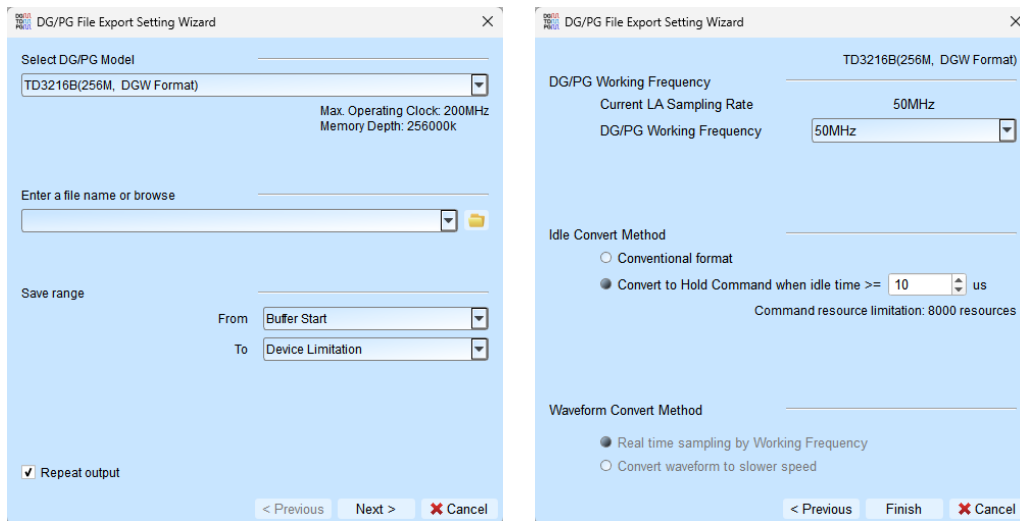 DG/PG File Export Setting Wizard
Select DG/PG Model
TD3216B(256M, DGW Format)
Max. Operating Clock: 200MHz
Memory Depth: 256000k
Enter a file name or browse
Save range
From Buffer Start
To Device Limitation
Repeat output
< Previous Next > Cancel
DG/PG File Export Setting Wizard
TD3216B(256M, DGW Format)
DG/PG Working Frequency
Current LA Sampling Rate 50MHz
DG/PG Working Frequency 50MHz
Idle Convert Method
Conventional format
Convert to Hold Command when idle time >= 10 us
Command resource limitation: 8000 resources
Waveform Convert Method
Real time sampling by Working Frequency
Convert waveform to slower speed
< Previous Finish Cancel